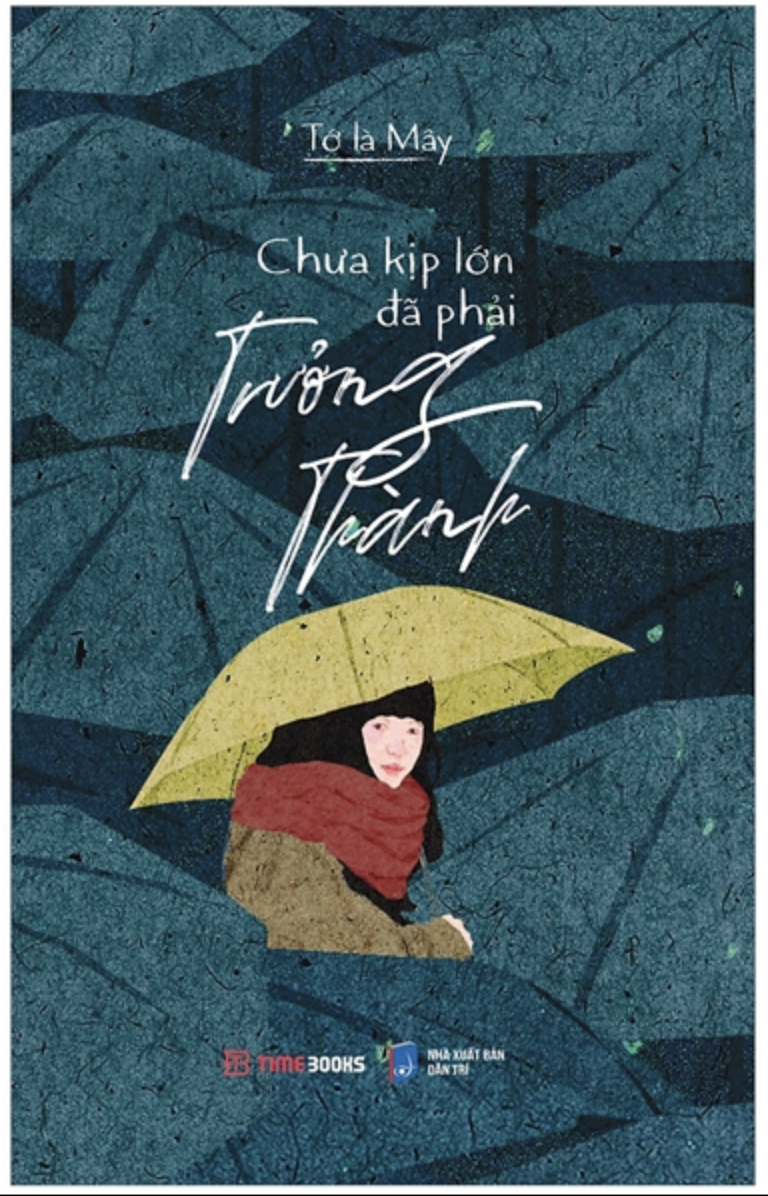 Tớ là Mây
Chưa kịp lớn
đã phải
Trưởng
Thành
TIMEBOOKS
NHÀ XUẤT BẢN
DÂN TRÍ